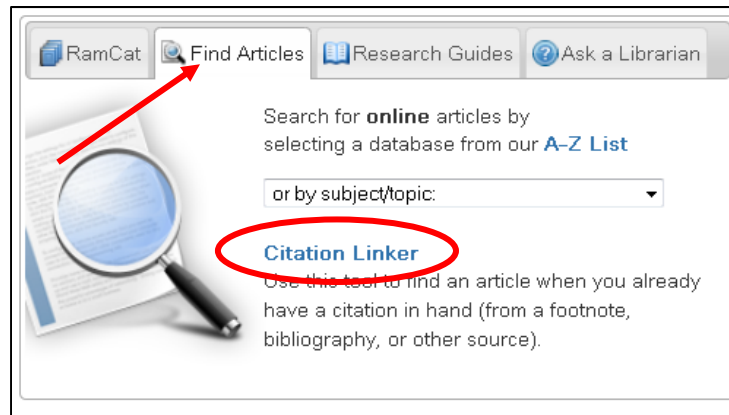 RamCat Find Articles Research Guides Ask a Librarian
Search for online articles by
selecting a database from our A-Z List
or by subject/topic:
Citation Linker
Use this tool to find an article when you already
have a citation in hand (from a footnote,
bibliography, or other source).